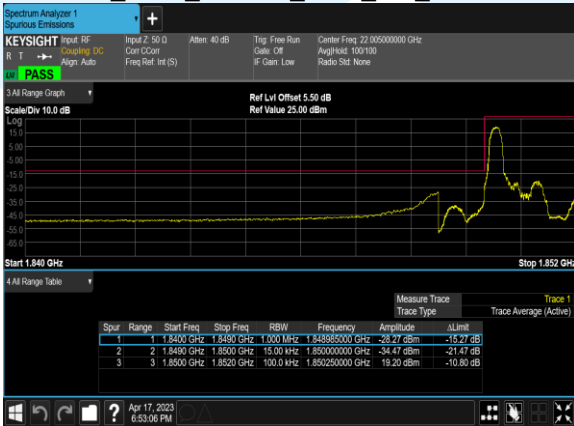 Spectrum Analyzer 1
Spurious Emissions
+
KEYSIGHT Input: RF Input Z: 50 Ω Atten: 40 dB Trig: Free Run Center Freq: 22.005000000 GHz
R T Coupling: DC Corr CCorr Gate: Off Avg|Hold: 100/100
Align: Auto Freq Ref: Int (S) IF Gain: Low Radio Std: None
PASS
3 All Range Graph
Ref Lvl Offset 5.50 dB
Scale/Div 10.0 dB Ref Value 25.00 dBm
Log
15.0
5.00
-5.00
-15.0
-25.0
-35.0
-45.0
-55.0
-65.0
Start 1.840 GHz Stop 1.852 GHz
4 All Range Table
Measure Trace Trace 1
Trace Type Trace Average (Active)
Spur Range Start Freq Stop Freq RBW Frequency Amplitude ΔLimit
1 1 1.8400 GHz 1.8490 GHz 1.000 MHz 1.848985000 GHz -28.27 dBm -15.27 dB
2 2 1.8490 GHz 1.8500 GHz 15.00 kHz 1.850000000 GHz -34.47 dBm -21.47 dB
3 3 1.8500 GHz 1.8520 GHz 100.0 kHz 1.850250000 GHz 19.20 dBm -10.80 dB
? Apr 17, 2023
6:53:06 PM